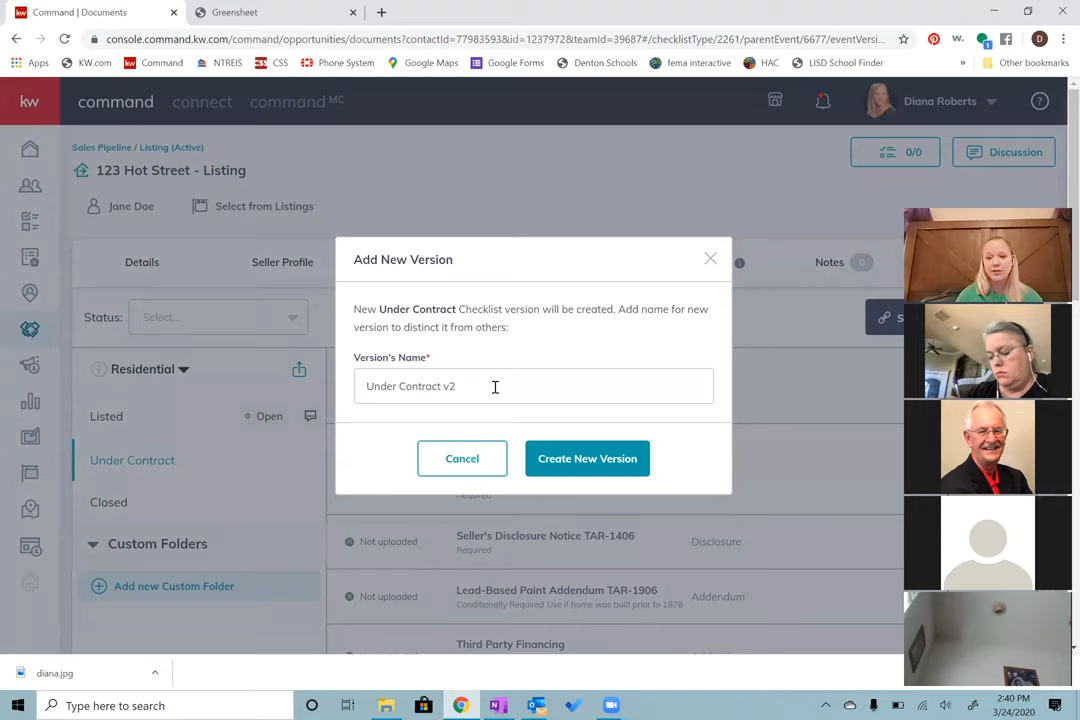 Command | Documents
Greensheet
console.command.kw.com/command/opportunities/documents?contactId=77983593&id=1237972&teamId=39687#/checklistType/2261/parentEvent/6677/eventVersi...
D
Apps
KW.com
Command
NTREIS
CSS
Phone System
Google Maps
Google Forms
Denton Schools
fema interactive
HAC
LISD School Finder
»
Other bookmarks
kw
command
connect
command MC
Diana Roberts
Sales Pipeline / Listing (Active)
123 Hot Street - Listing
0/0
Discussion
Jane Doe
Select from Listings
Details
Seller Profile
Notes
0
Status:
Select...
S
Residential
Listed
Open
Under Contract
Closed
Custom Folders
Add new Custom Folder
Add New Version
New Under Contract Checklist version will be created. Add name for new
version to distinct it from others:
Version's Name*
Under Contract v2
Cancel
Create New Version
Required
Not uploaded
Seller's Disclosure Notice TAR-1406
Required
Disclosure
Not uploaded
Lead-Based Paint Addendum TAR-1906
Conditionally Required Use if home was built prior to 1978
Addendum
Third Party Financing
diana.jpg
Type here to search
2:40 PM
3/24/2020